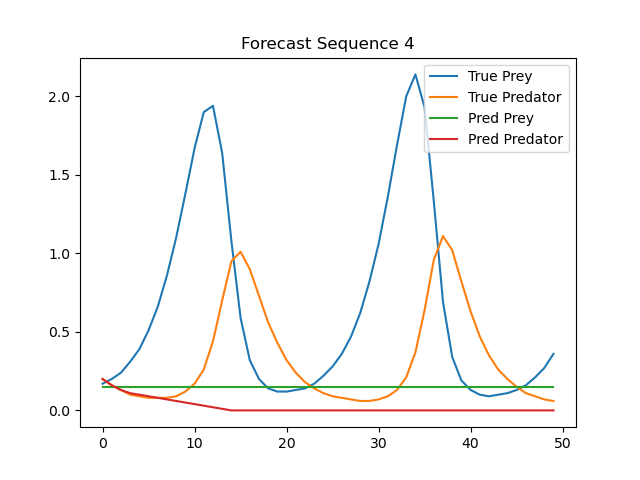 Forecast Sequence 4
True Prey
True Predator
Pred Prey
Pred Predator
2.0
1.5
1.0
0.5
0.0
0 10 20 30 40 50